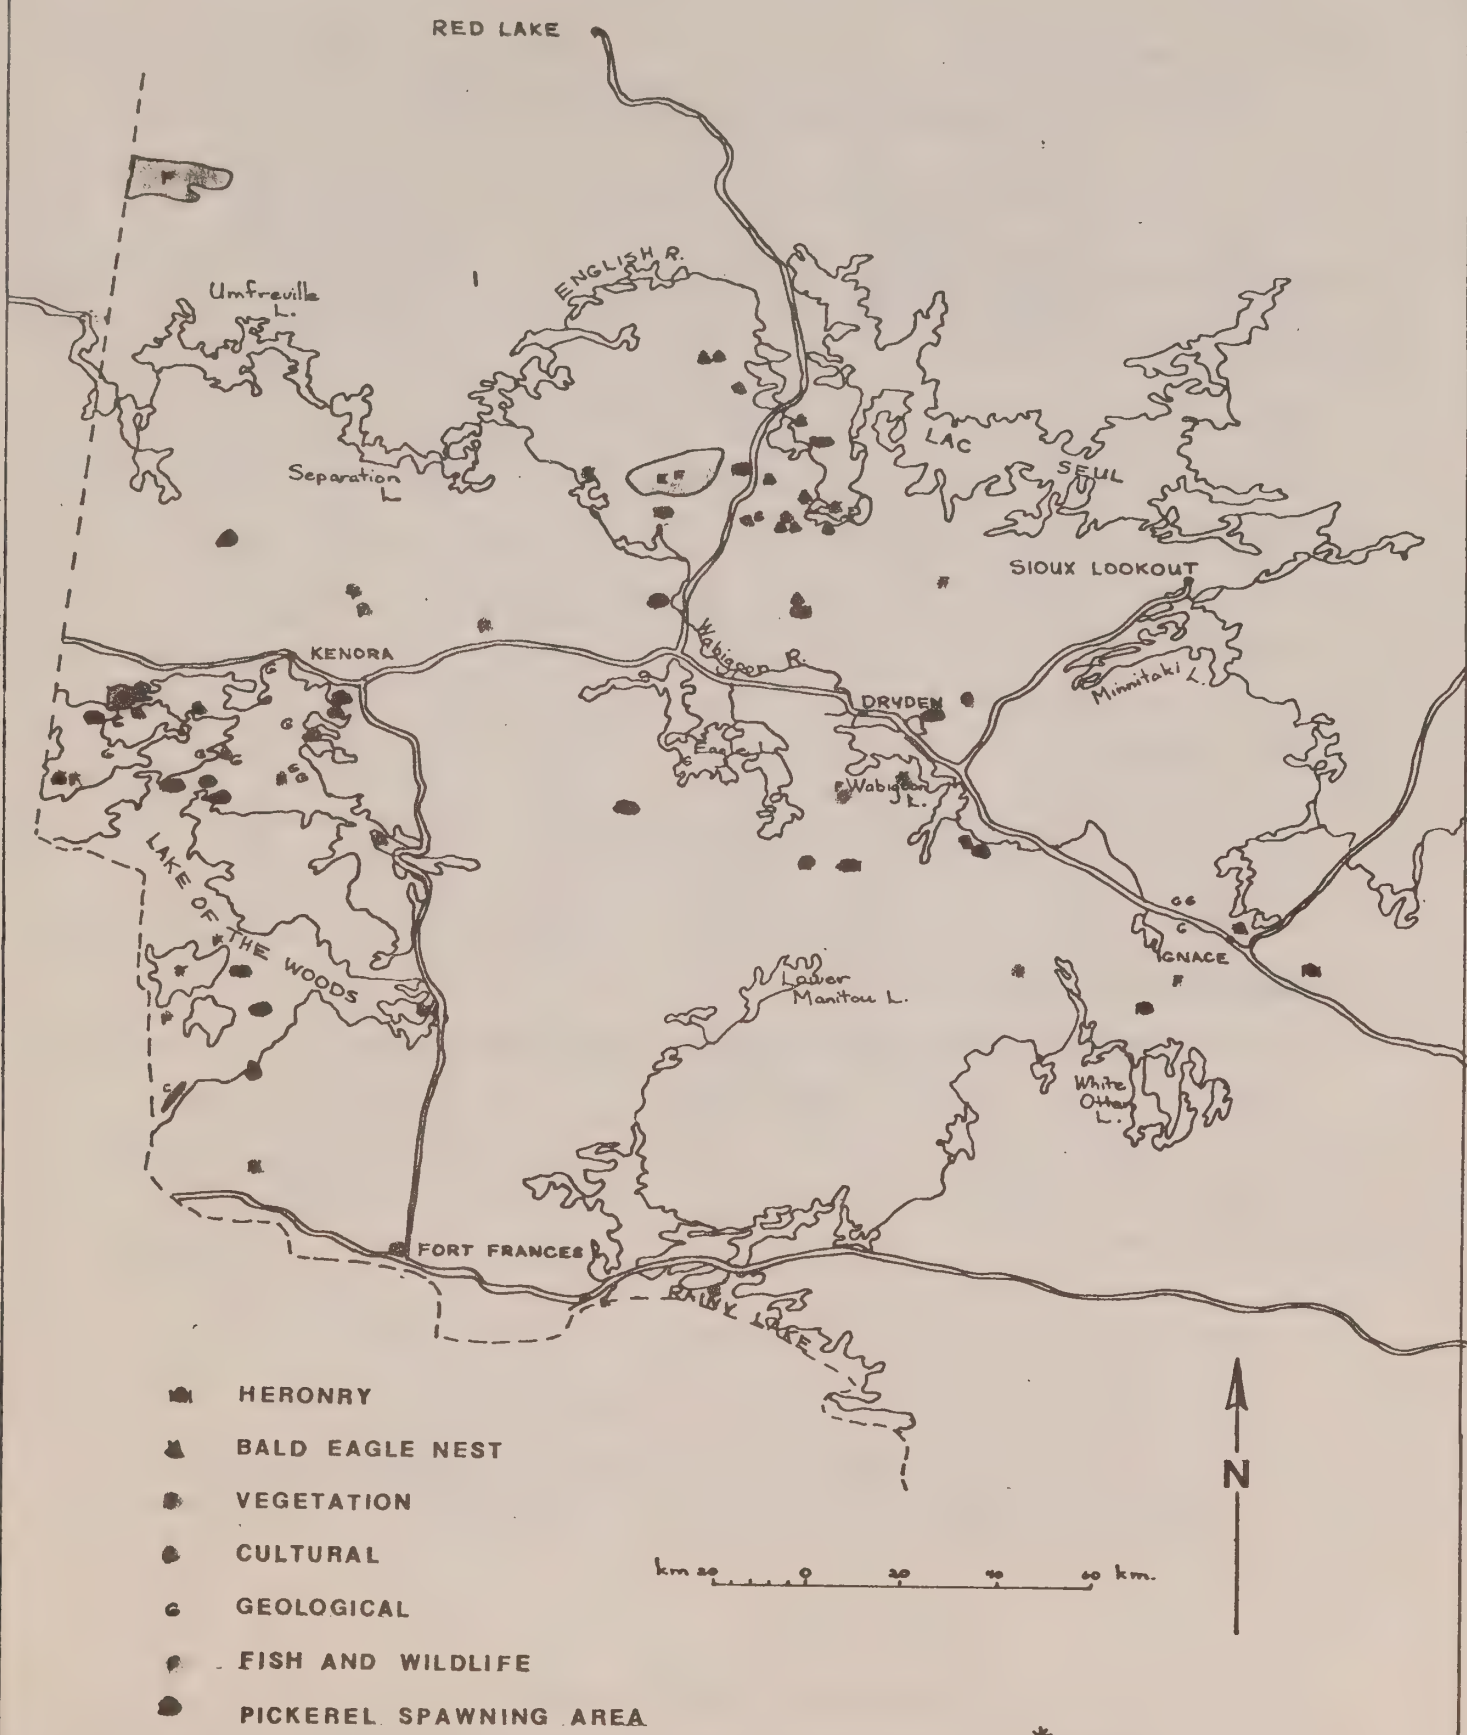 RED LAKE
ENGLISH R.
Umfreville
L.
LAC
SEUL
Separation
L
SIOUX LOOKOUT
KENORA
Wabigoon R.
Minnitaki L.
DRYDEN
Eagle L.
Wabigoon
L.
LAKE OF THE WOODS
G G
G
IGNACE
F
Lower
Manitou L.
White
Otter
L.
FORT FRANCES
RAINY LAKE
HERONRY
BALD EAGLE NEST
N
VEGETATION
CULTURAL
km 20 0 20 40 60 km.
G GEOLOGICAL
F FISH AND WILDLIFE
PICKEREL SPAWNING AREA